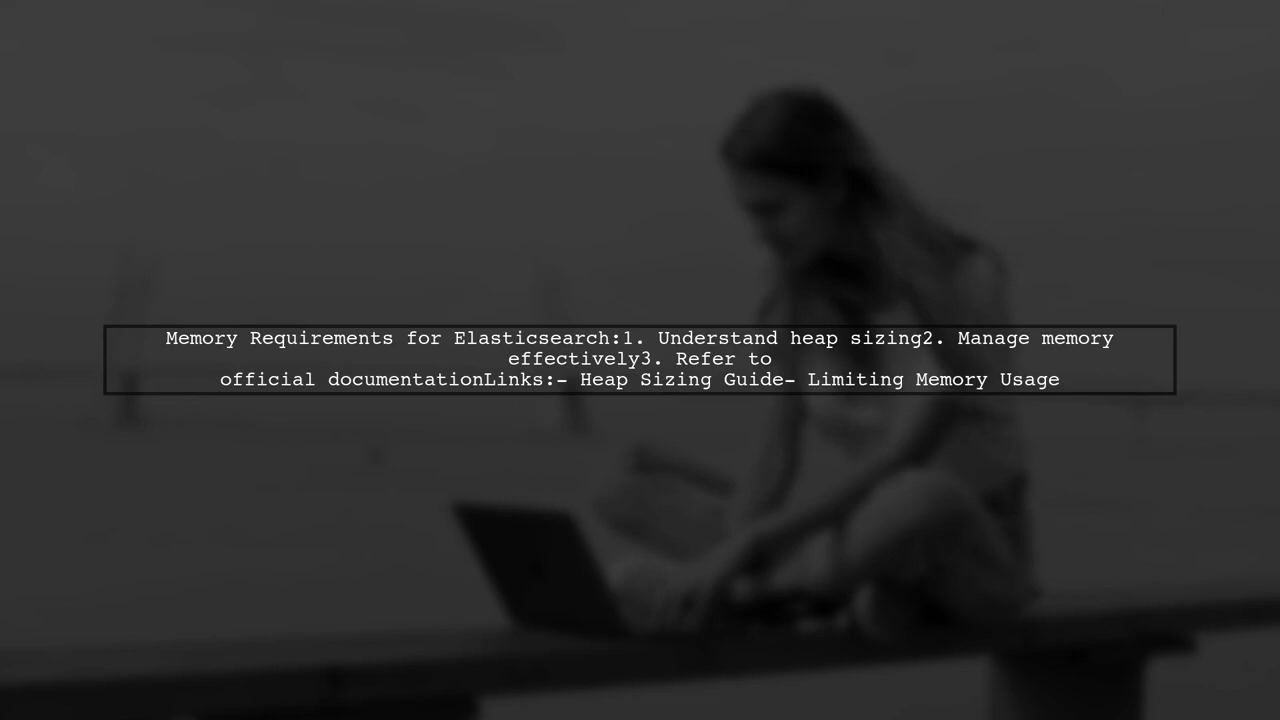 Memory Requirements for Elasticsearch:1. Understand heap sizing2. Manage memory
effectively3. Refer to
official documentationLinks:- Heap Sizing Guide- Limiting Memory Usage